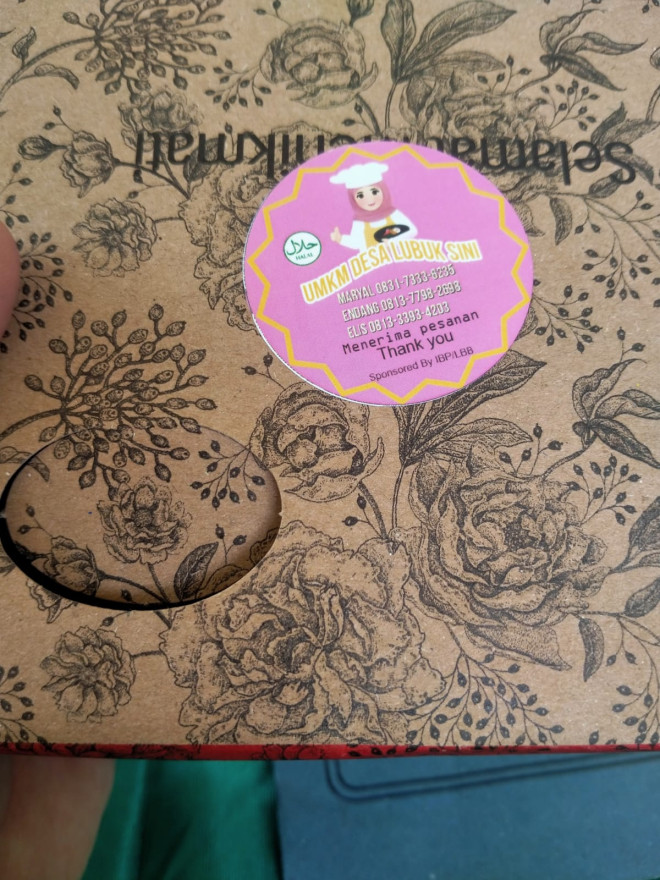 Selamat Menikmati
حلال
HALAL
UMKM DESA LUBUK SINI
MARYAL 0831-7333-6235
ENDANG 0813-7798-2698
ELS 0813-3393-4203
Menerima pesanan
Thank you
Sponsored By IBP/LBB